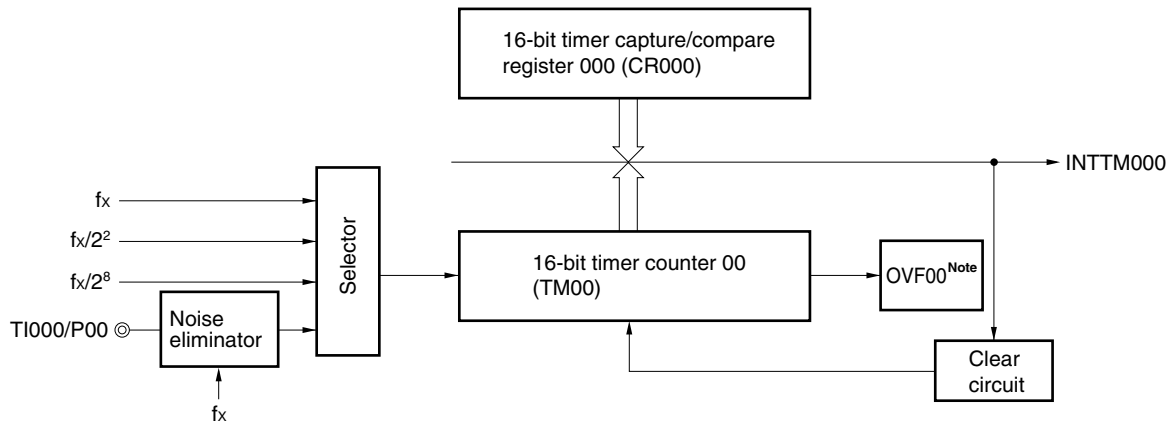 16-bit timer capture/compare
register 000 (CR000)
INTTM000
fX
fX/2²
fX/2⁸
TI000/P00
Noise
eliminator
fX
Selector
16-bit timer counter 00
(TM00)
OVF00Note
Clear
circuit